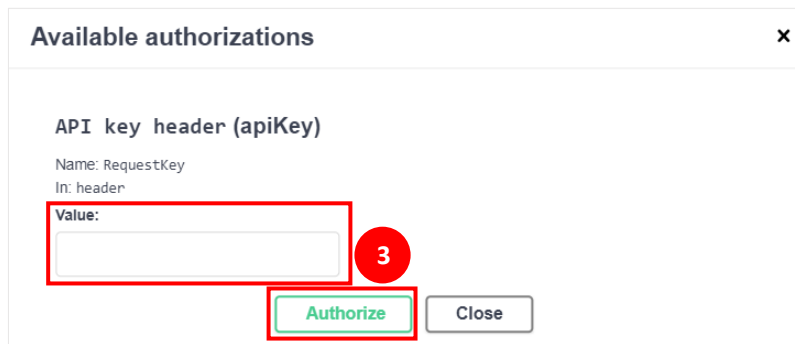 Available authorizations ×
API key header (apiKey)
Name: RequestKey
In: header
Value:
3
Authorize Close